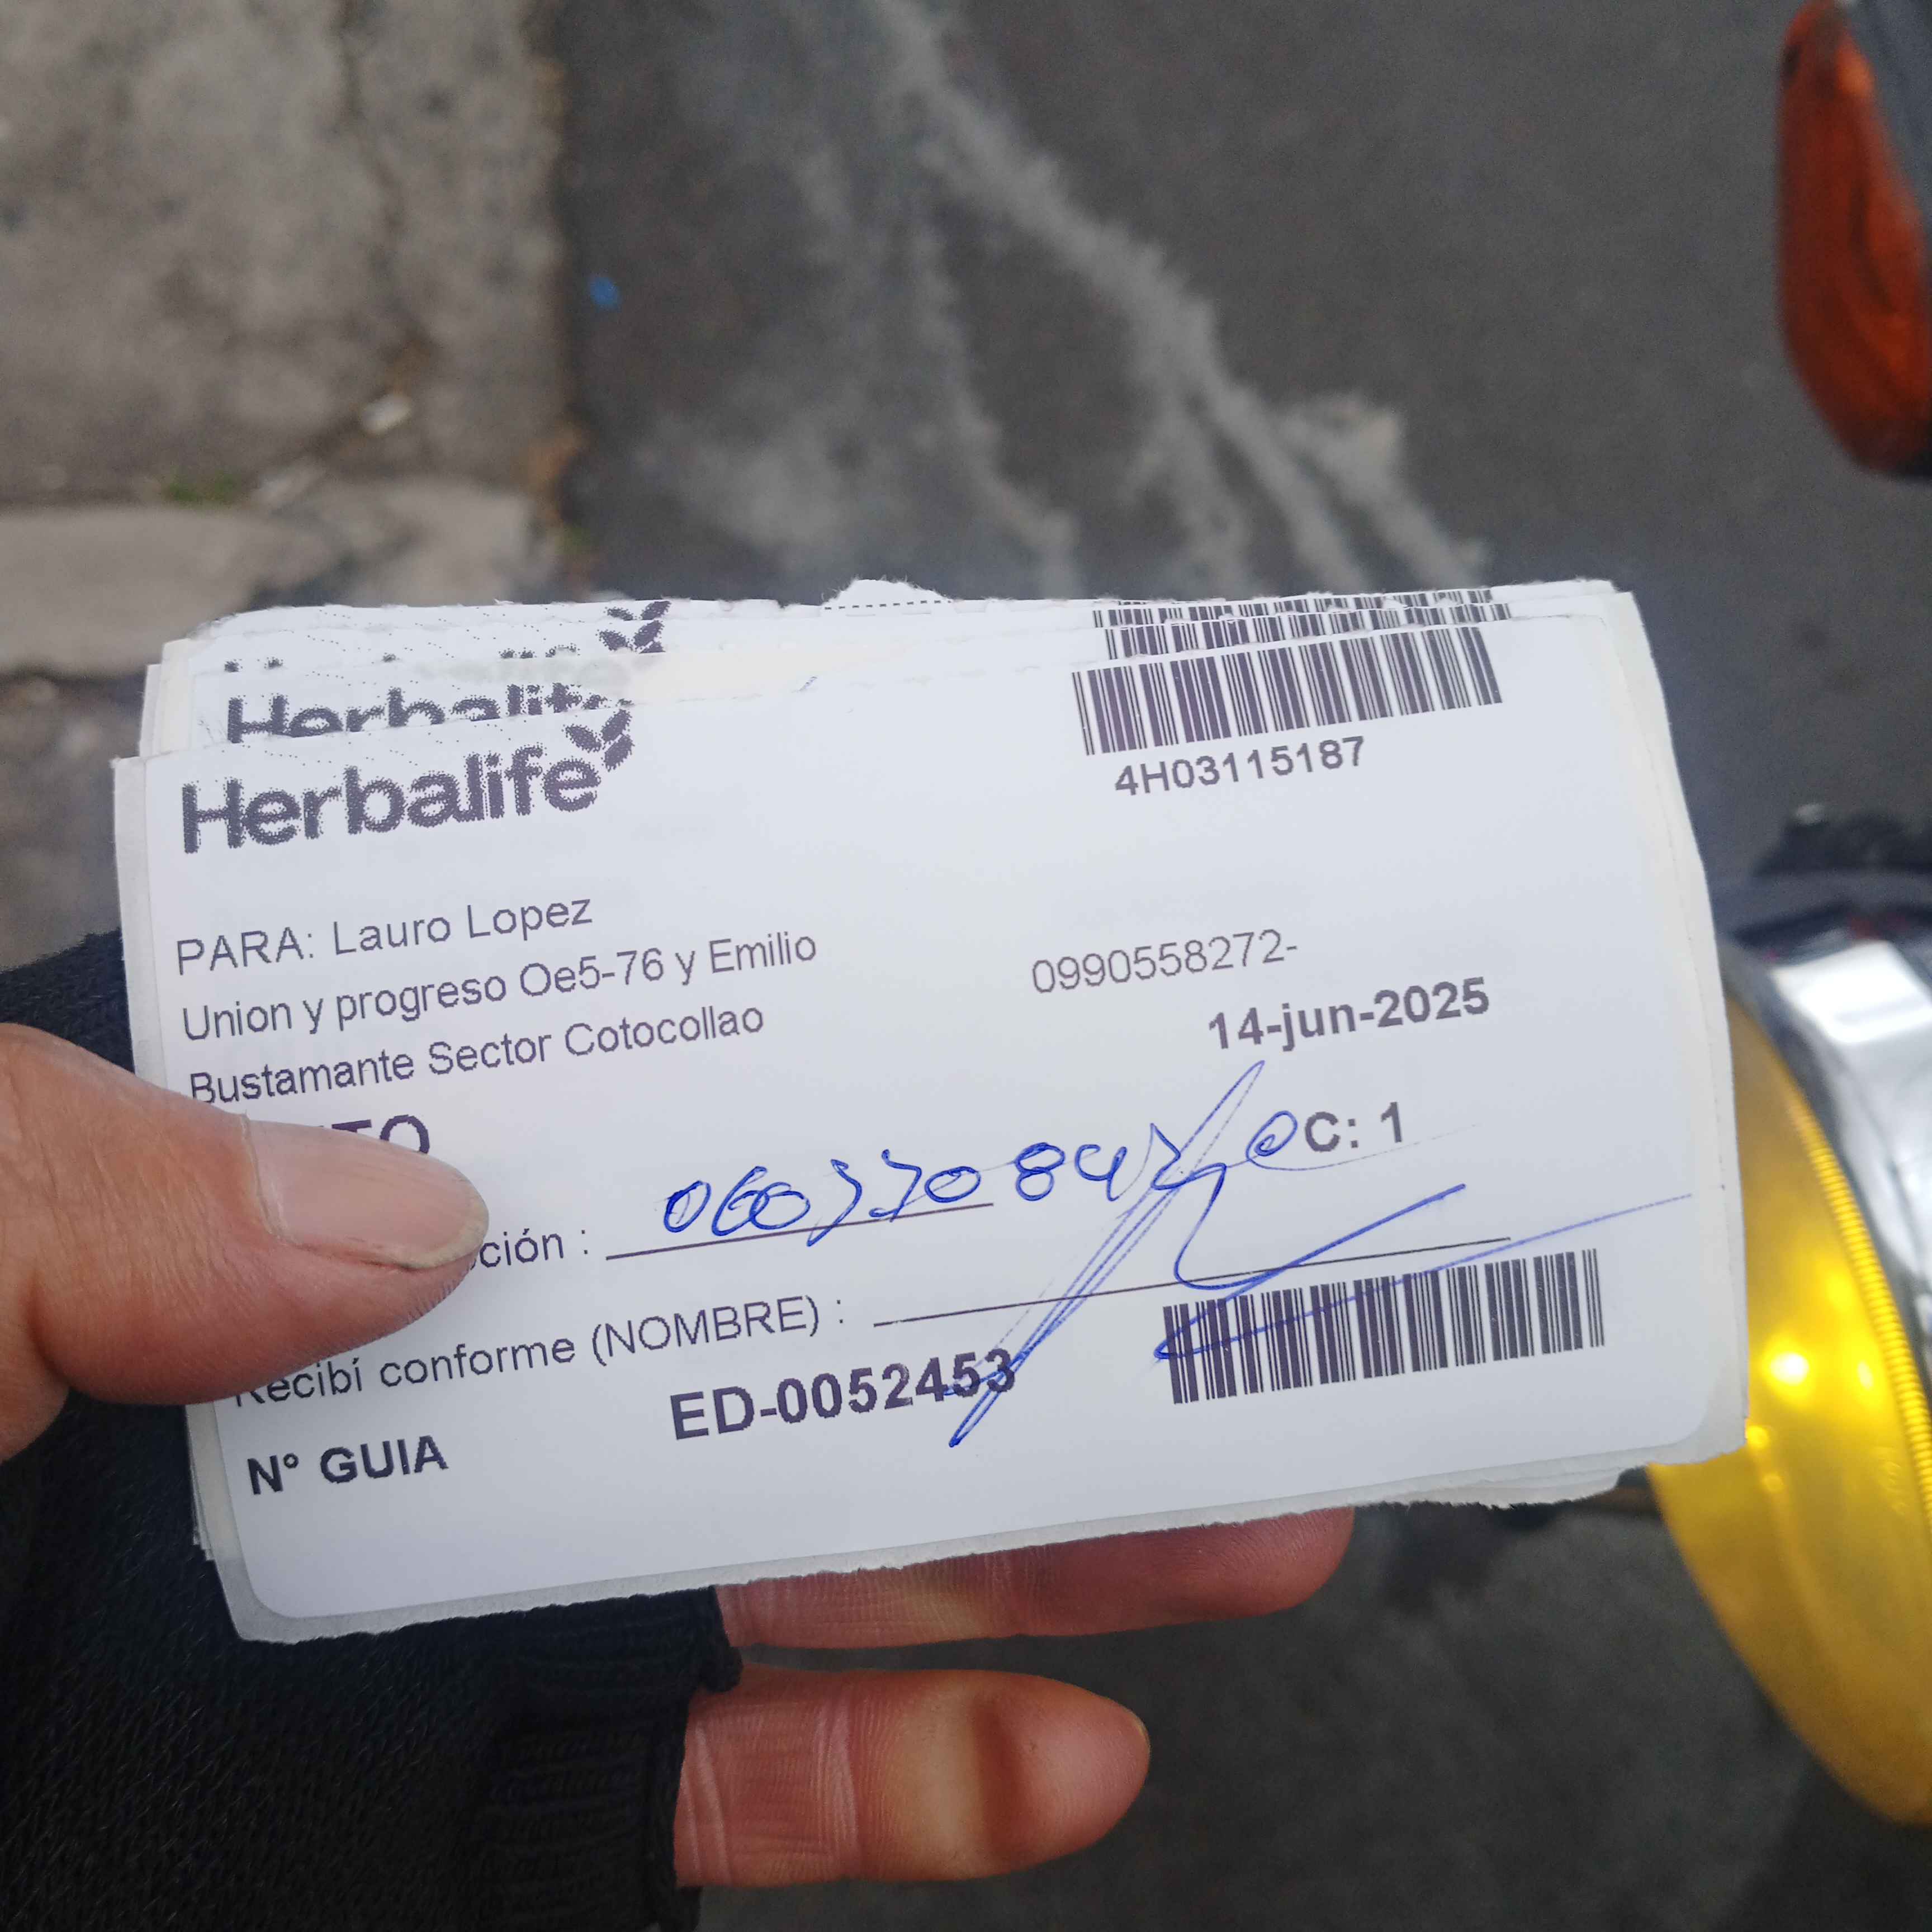 Herbalife
Herbalife
4H03115187
PARA: Lauro Lopez
Union y progreso Oe5-76 y Emilio
Bustamante Sector Cotocollao
0990558272-
14-jun-2025
C: 1
Recibí conforme (NOMBRE) :
N° GUIA ED-0052453